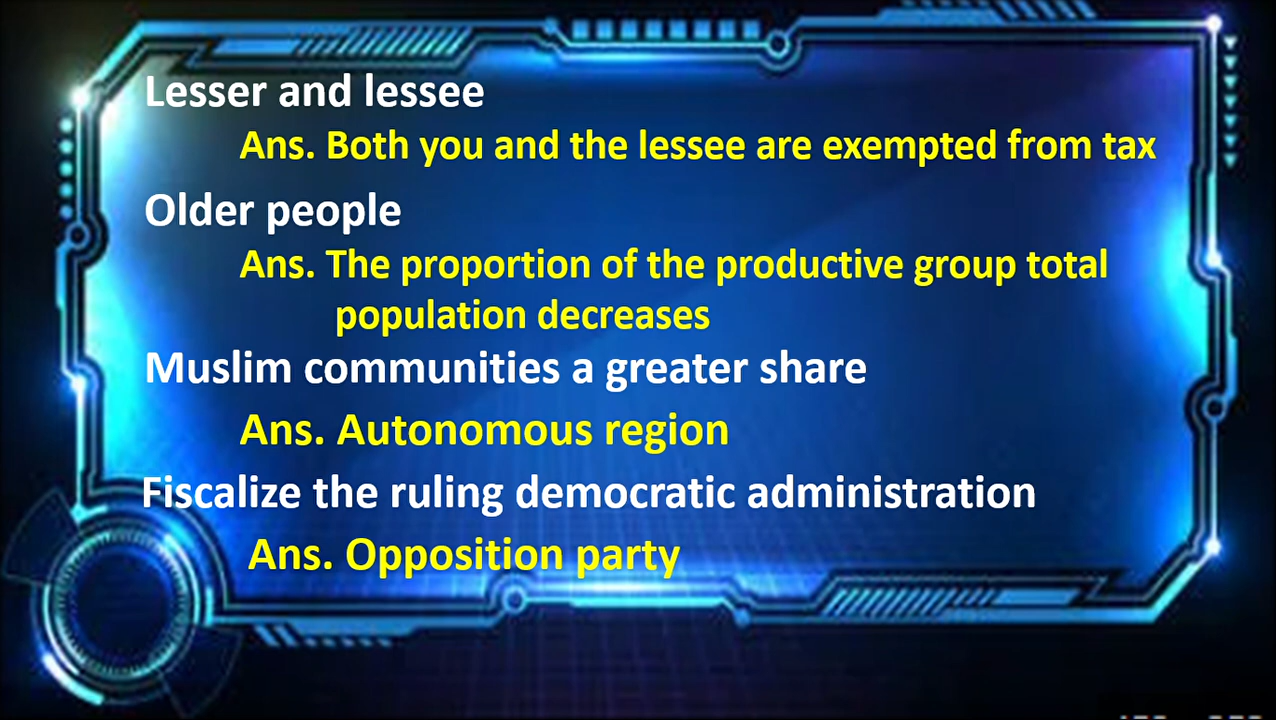 Lesser and lessee
Ans. Both you and the lessee are exempted from tax
Older people
Ans. The proportion of the productive group total
population decreases
Muslim communities a greater share
Ans. Autonomous region
Fiscalize the ruling democratic administration
Ans. Opposition party